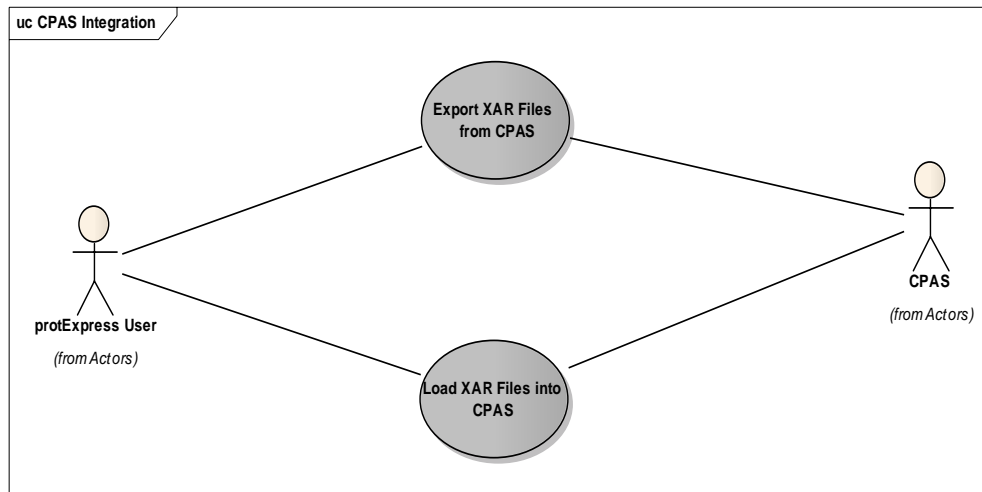 uc CPAS Integration
Export XAR Files
from CPAS
protExpress User
(from Actors)
CPAS
(from Actors)
Load XAR Files into
CPAS